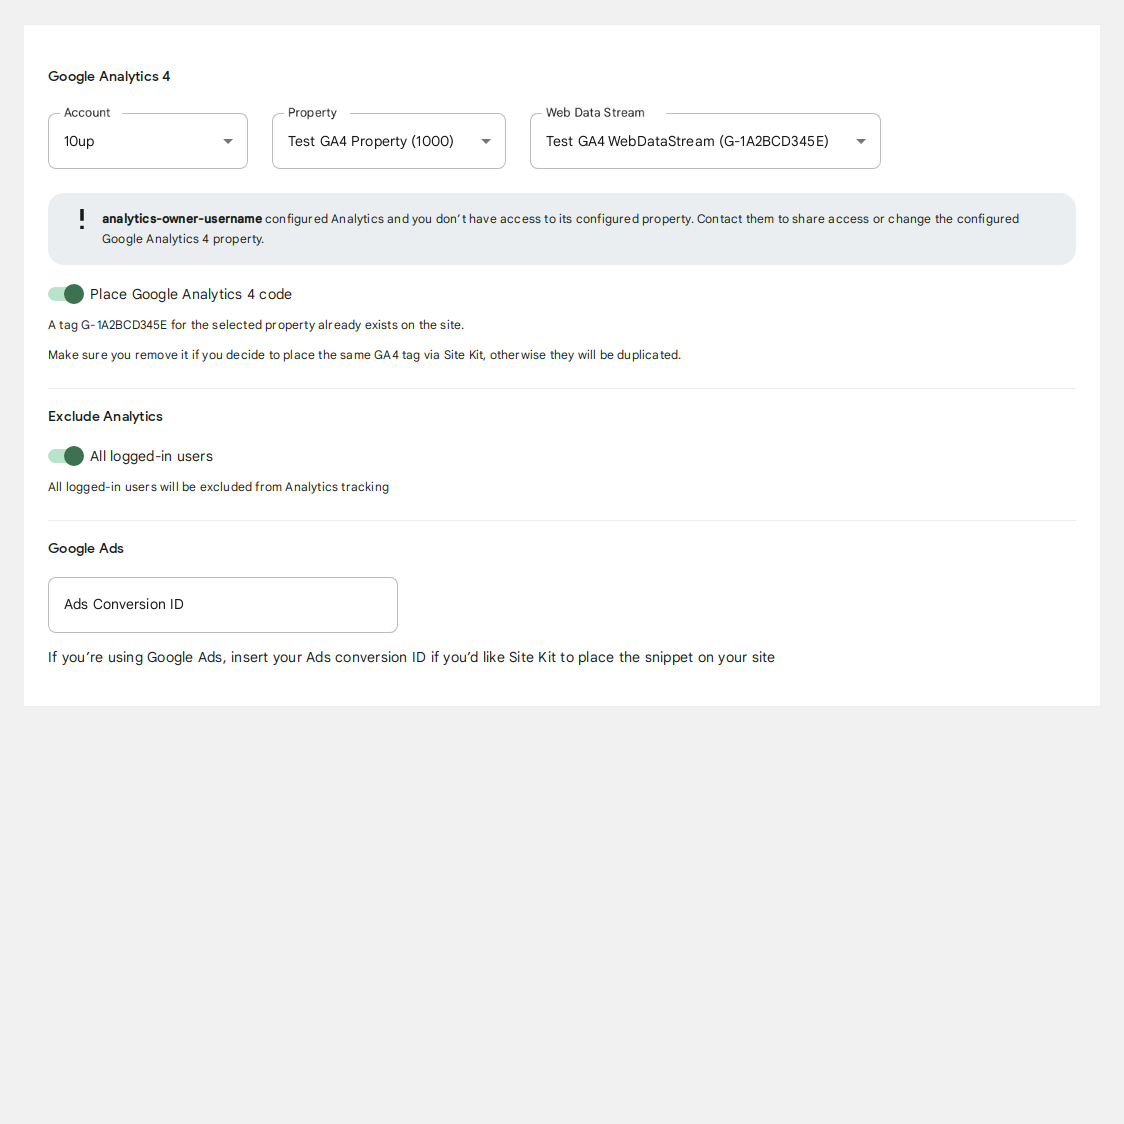 Google Analytics 4
Account
10up
Property
Test GA4 Property (1000)
Web Data Stream
Test GA4 WebDataStream (G-1A2BCD345E)
analytics-owner-username configured Analytics and you don’t have access to its configured property. Contact them to share access or change the configured
Google Analytics 4 property.
Place Google Analytics 4 code
A tag G-1A2BCD345E for the selected property already exists on the site.
Make sure you remove it if you decide to place the same GA4 tag via Site Kit, otherwise they will be duplicated.
Exclude Analytics
All logged-in users
All logged-in users will be excluded from Analytics tracking
Google Ads
Ads Conversion ID
If you’re using Google Ads, insert your Ads conversion ID if you’d like Site Kit to place the snippet on your site